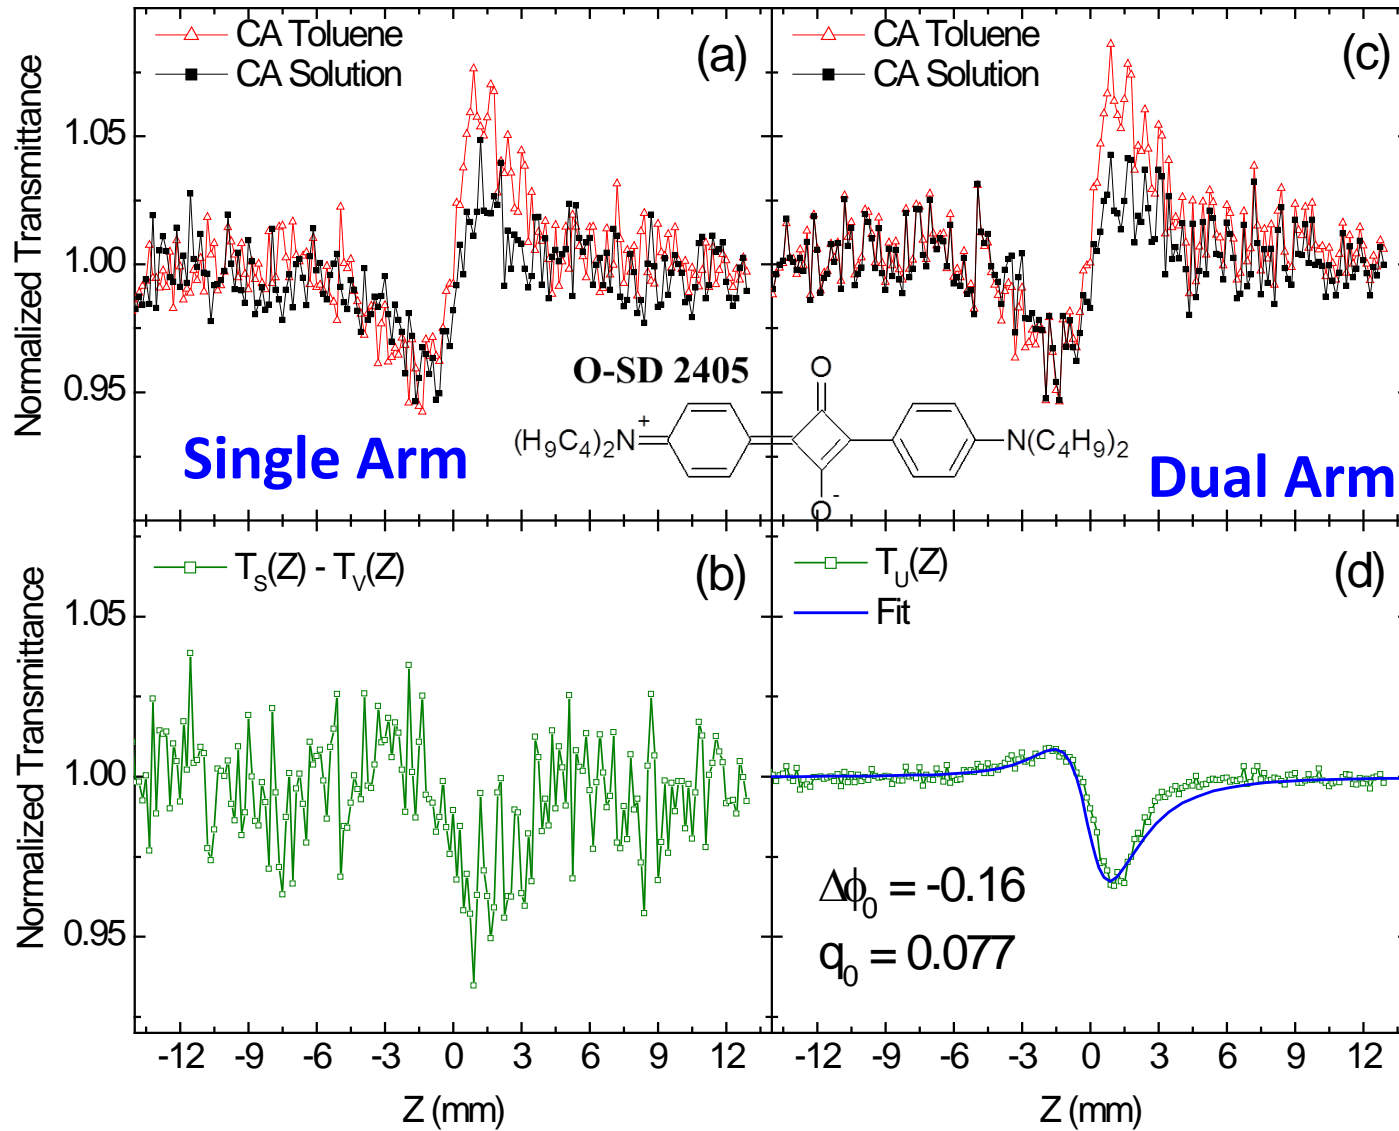 CA Toluene
CA Solution
(a)
CA Toluene
CA Solution
(c)
1.05
1.00
0.95
Normalized Transmittance
O-SD 2405
O
(H9C4)2N
+
N(C4H9)2
O
-
Single Arm
Dual Arm
TS(Z) - TV(Z)
(b)
TU(Z)
Fit
(d)
1.05
1.00
0.95
Normalized Transmittance
Δϕ0 = -0.16
q0 = 0.077
-12 -9 -6 -3 0 3 6 9 12
-12 -9 -6 -3 0 3 6 9 12
Z (mm)
Z (mm)